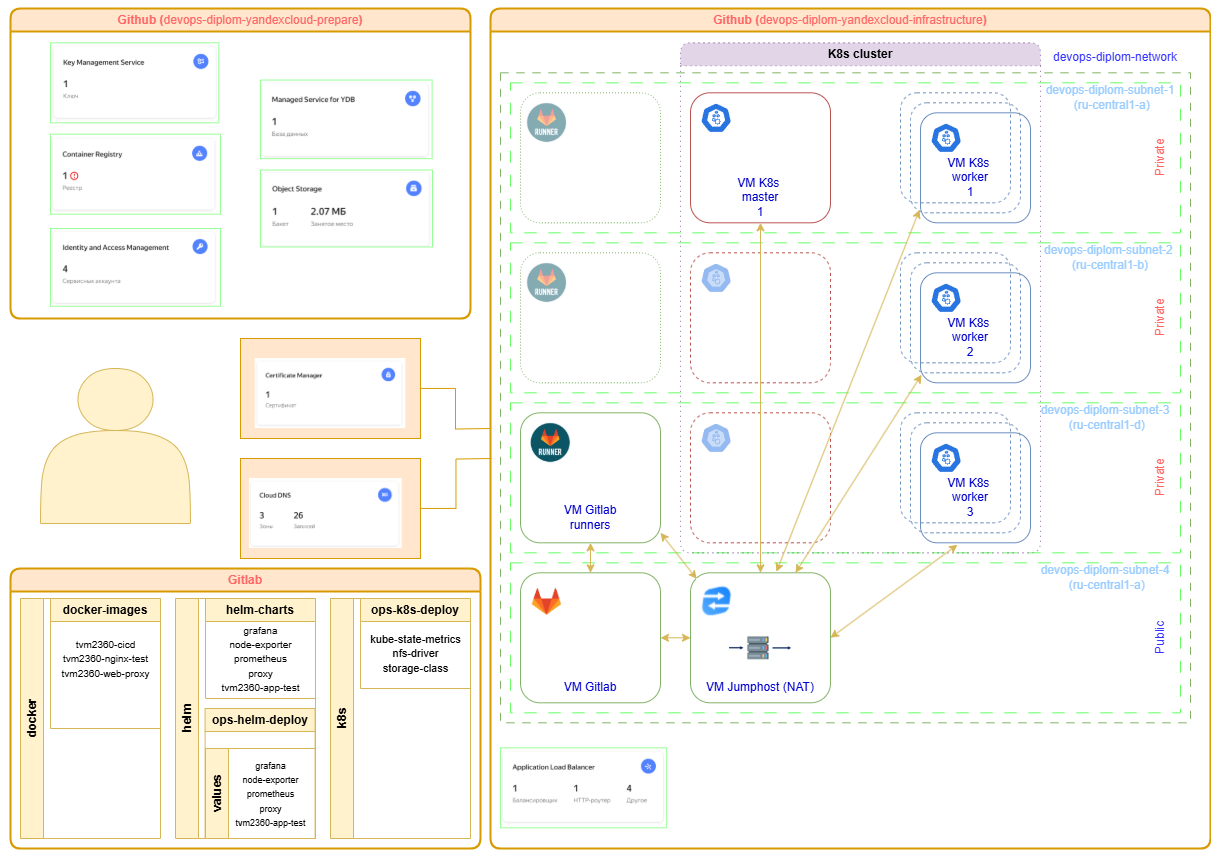 Github (devops-diplom-yandexcloud-prepare)
Key Management Service
1
Ключ
Container Registry
1
Реестр
Identity and Access Management
4
Сервисных аккаунта
Managed Service for YDB
1
База данных
Object Storage
1
2.07 МБ
Бакет
Занятое место
Certificate Manager
1
Сертификат
Cloud DNS
3
26
Зоны
Записей
Gitlab
docker
docker-images
tvm2360-cicd
tvm2360-nginx-test
tvm2360-web-proxy
helm
helm-charts
grafana
node-exporter
prometheus
proxy
tvm2360-app-test
ops-helm-deploy
values
grafana
node-exporter
prometheus
proxy
tvm2360-app-test
k8s
ops-k8s-deploy
kube-state-metrics
nfs-driver
storage-class
Github (devops-diplom-yandexcloud-infrastructure)
K8s cluster
devops-diplom-network
devops-diplom-subnet-1
(ru-central1-a)
Private
RUNNER
VM K8s
master
1
VM K8s
worker
1
devops-diplom-subnet-2
(ru-central1-b)
Private
RUNNER
VM K8s
worker
2
devops-diplom-subnet-3
(ru-central1-d)
Private
RUNNER
VM Gitlab
runners
VM K8s
worker
3
devops-diplom-subnet-4
(ru-central1-a)
Public
VM Gitlab
VM Jumphost (NAT)
Application Load Balancer
1
1
4
Балансировщик
HTTP-роутер
Другое